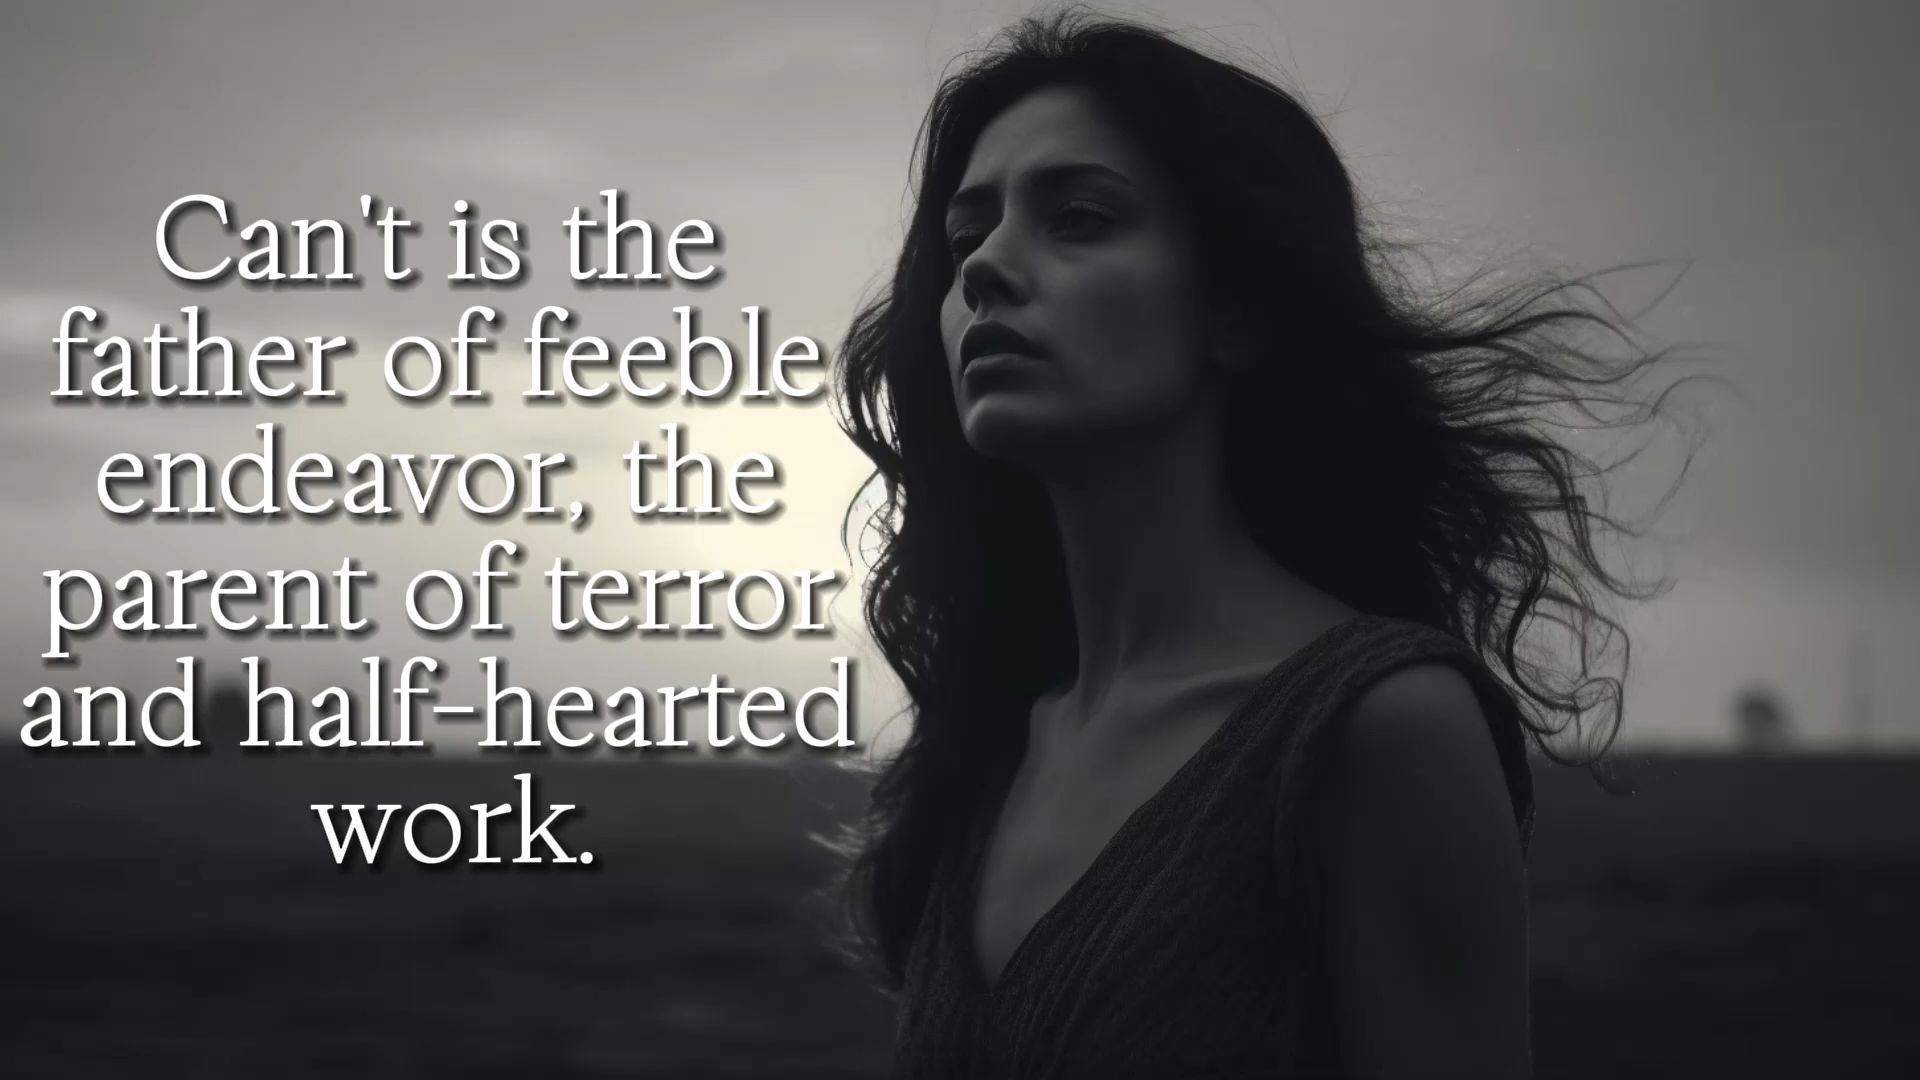 Can't is the
father of feeble
endeavor, the
parent of terror
and half-hearted
work.